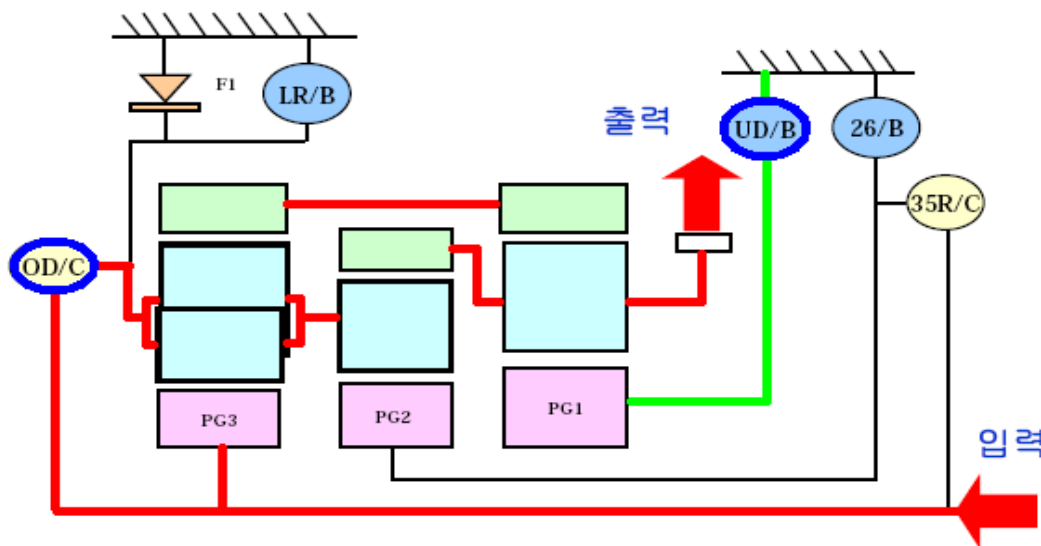 F1
LR/B
출력
UD/B
26/B
35R/C
OD/C
PG3
PG2
PG1
입력